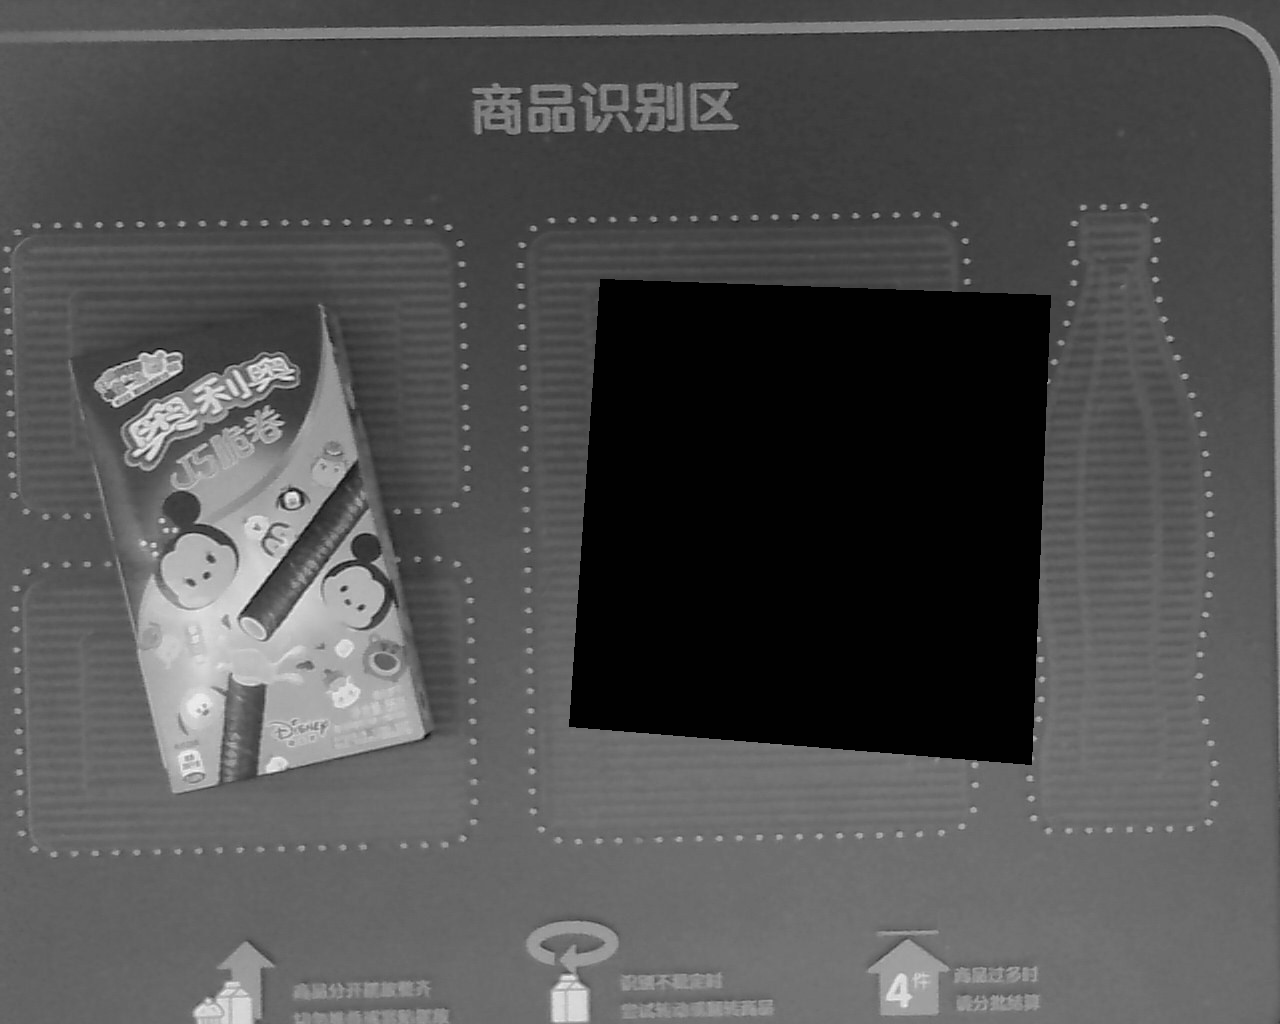 商品识别区
奥利奥
巧脆卷
Disney
商品分开摆放整齐
识别不稳定时
尝试转动或翻转商品
4件
商品过多时
请分批结算